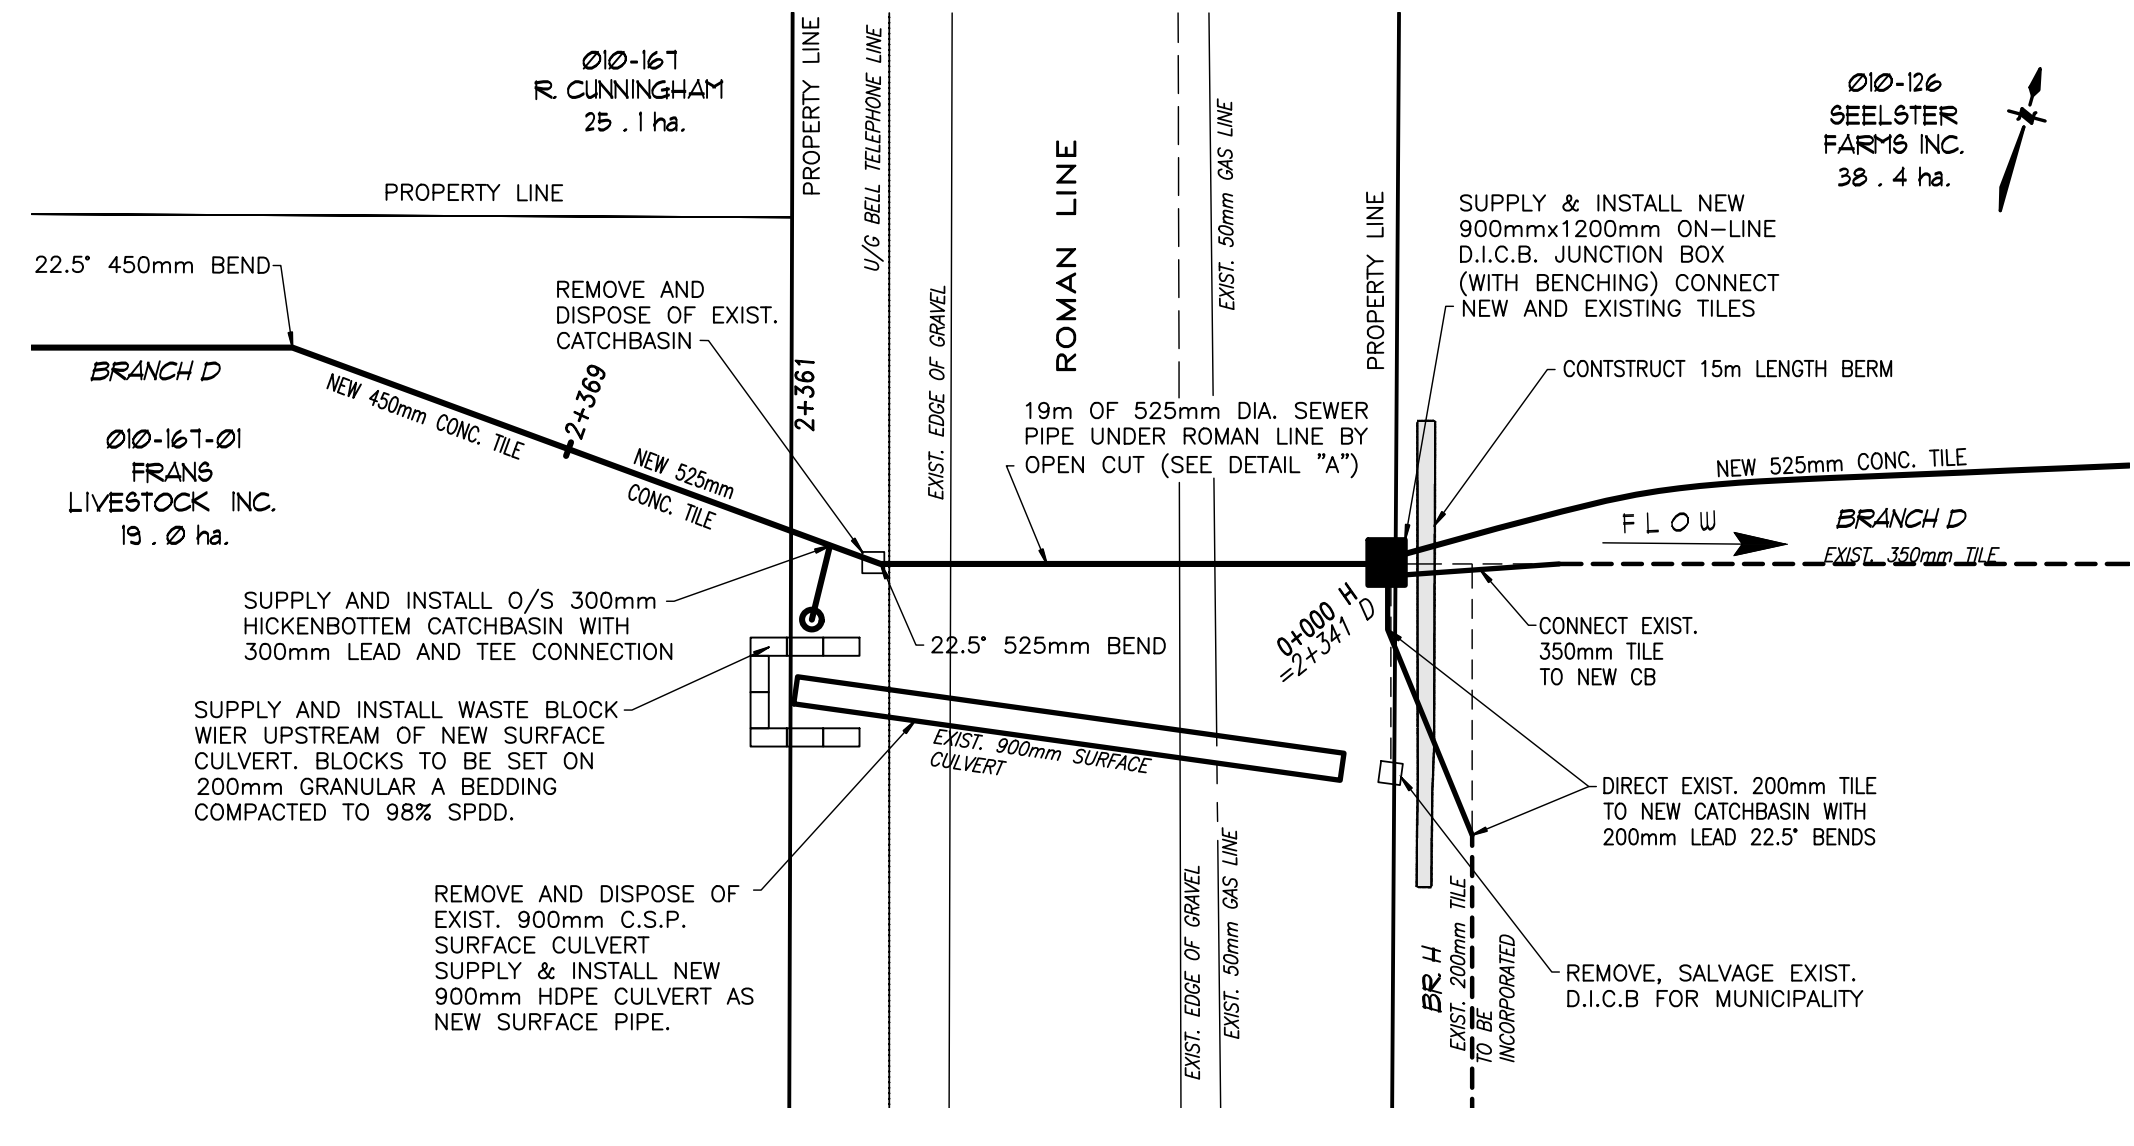 Ø1Ø-167
R. CUNNINGHAM
25 . 1 ha.
PROPERTY LINE
PROPERTY LINE
U/G BELL TELEPHONE LINE
EXIST. EDGE OF GRAVEL
ROMAN LINE
EXIST. 50mm GAS LINE
PROPERTY LINE
Ø1Ø-126
SEELSTER
FARMS INC.
38 . 4 ha.
N
SUPPLY & INSTALL NEW
900mmx1200mm ON-LINE
D.I.C.B. JUNCTION BOX
(WITH BENCHING) CONNECT
NEW AND EXISTING TILES
22.5° 450mm BEND
REMOVE AND
DISPOSE OF EXIST.
CATCHBASIN
BRANCH D
NEW 450mm CONC. TILE
2+369
2+361
CONTSTRUCT 15m LENGTH BERM
19m OF 525mm DIA. SEWER
PIPE UNDER ROMAN LINE BY
OPEN CUT (SEE DETAIL "A")
Ø1Ø-167-Ø1
FRANS
LIVESTOCK INC.
19 . Ø ha.
NEW 525mm
CONC. TILE
NEW 525mm CONC. TILE
FLOW
BRANCH D
EXIST. 350mm TILE
SUPPLY AND INSTALL O/S 300mm
HICKENBOTTEM CATCHBASIN WITH
300mm LEAD AND TEE CONNECTION
22.5° 525mm BEND
0+000 H
=2+341 D
CONNECT EXIST.
350mm TILE
TO NEW CB
SUPPLY AND INSTALL WASTE BLOCK
WIER UPSTREAM OF NEW SURFACE
CULVERT. BLOCKS TO BE SET ON
200mm GRANULAR A BEDDING
COMPACTED TO 98% SPDD.
EXIST. 900mm SURFACE
CULVERT
DIRECT EXIST. 200mm TILE
TO NEW CATCHBASIN WITH
200mm LEAD 22.5° BENDS
REMOVE AND DISPOSE OF
EXIST. 900mm C.S.P.
SURFACE CULVERT
SUPPLY & INSTALL NEW
900mm HDPE CULVERT AS
NEW SURFACE PIPE.
EXIST. EDGE OF GRAVEL
EXIST. 50mm GAS LINE
BR. H
EXIST. 200mm TILE
TO BE
INCORPORATED
REMOVE, SALVAGE EXIST.
D.I.C.B FOR MUNICIPALITY